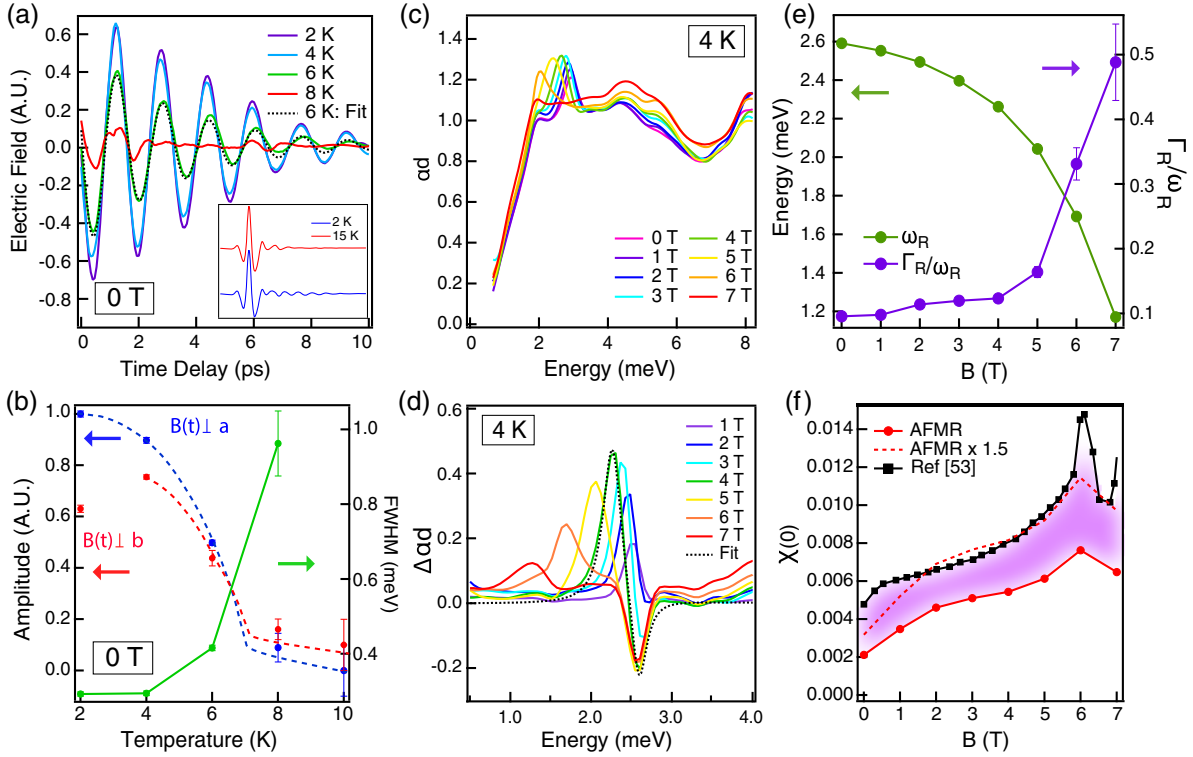 (a)
0.6
0.4
0.2
0.0
-0.2
-0.4
-0.6
-0.8
Electric Field (A.U.)
2 K
4 K
6 K
8 K
6 K: Fit
2 K
15 K
0 T
0 2 4 6 8 10
Time Delay (ps)
(c)
4 K
1.4
1.2
1.0
0.8
0.6
0.4
0.2
0.0
αd
0 T
1 T
2 T
3 T
4 T
5 T
6 T
7 T
0 2 4 6 8
Energy (meV)
(e)
2.6
2.4
2.2
2.0
1.8
1.6
1.4
1.2
Energy (meV)
ω_R
Γ_R/ω_R
0.5
0.4
0.3
0.2
0.1
Γ_R/ω_R
0 1 2 3 4 5 6 7
B (T)
(b)
1.0
0.8
0.6
0.4
0.2
0.0
Amplitude (A.U.)
B(t)⊥ a
B(t)⊥ b
0 T
1.0
0.8
0.6
0.4
FWHM (meV)
2 4 6 8 10
Temperature (K)
(d)
4 K
0.6
0.4
0.2
0.0
-0.2
Δαd
1 T
2 T
3 T
4 T
5 T
6 T
7 T
Fit
1.0 2.0 3.0 4.0
Energy (meV)
(f)
0.014
0.012
0.010
0.008
0.006
0.004
0.002
0.000
χ(0)
AFMR
AFMR x 1.5
Ref [53]
0 1 2 3 4 5 6 7
B (T)